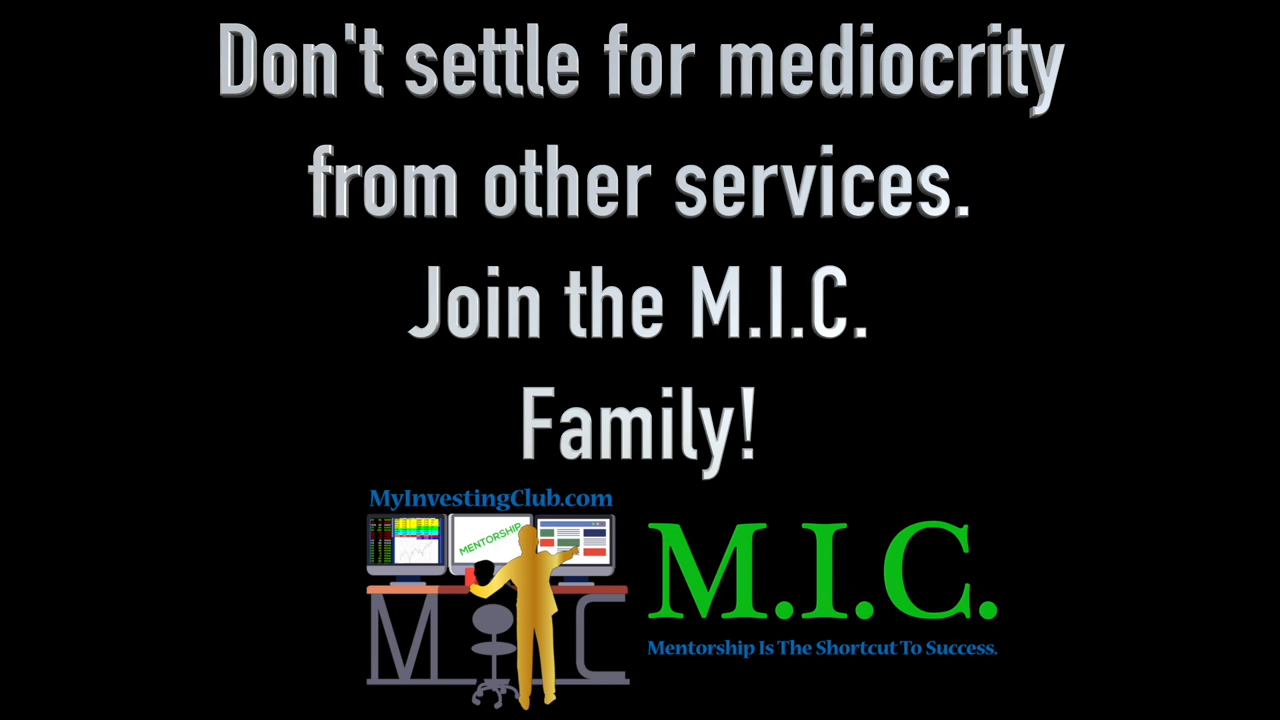 Don't settle for mediocrity
from other services.
Join the M.I.C.
Family!
MyInvestingClub.com
MENTORSHIP
M.I.C.
Mentorship Is The Shortcut To Success.
MIC